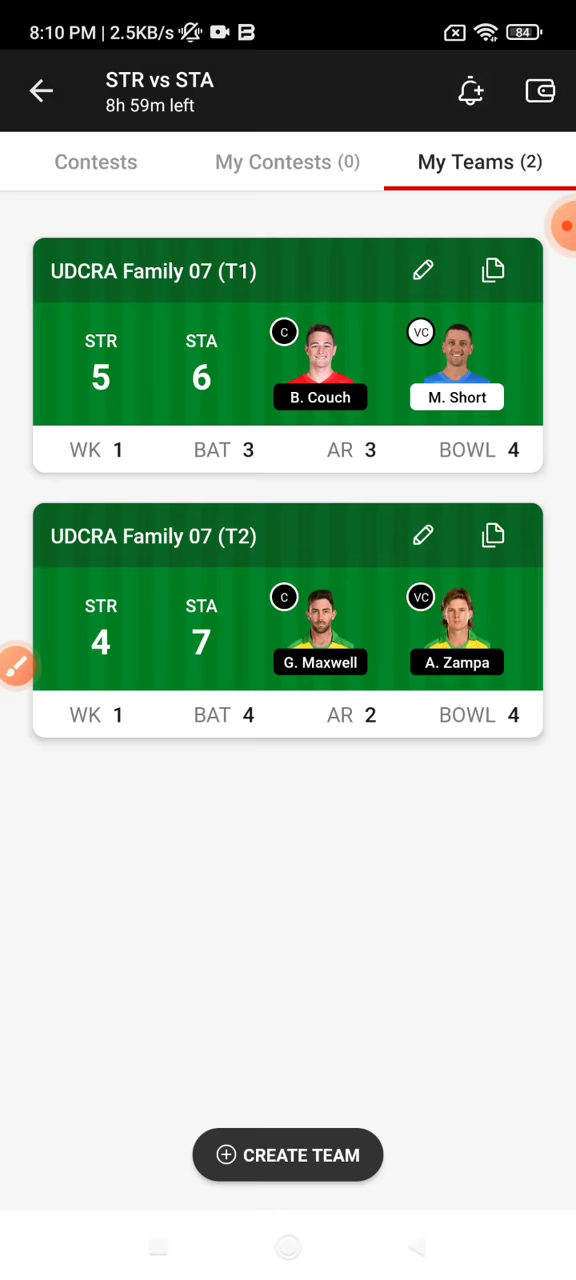 8:10 PM | 2.5KB/s 84
STR vs STA
8h 59m left
Contests My Contests (0) My Teams (2)
UDCRA Family 07 (T1)
STR STA C VC
5 6
B. Couch M. Short
WK 1 BAT 3 AR 3 BOWL 4
UDCRA Family 07 (T2)
STR STA C VC
4 7
G. Maxwell A. Zampa
WK 1 BAT 4 AR 2 BOWL 4
CREATE TEAM